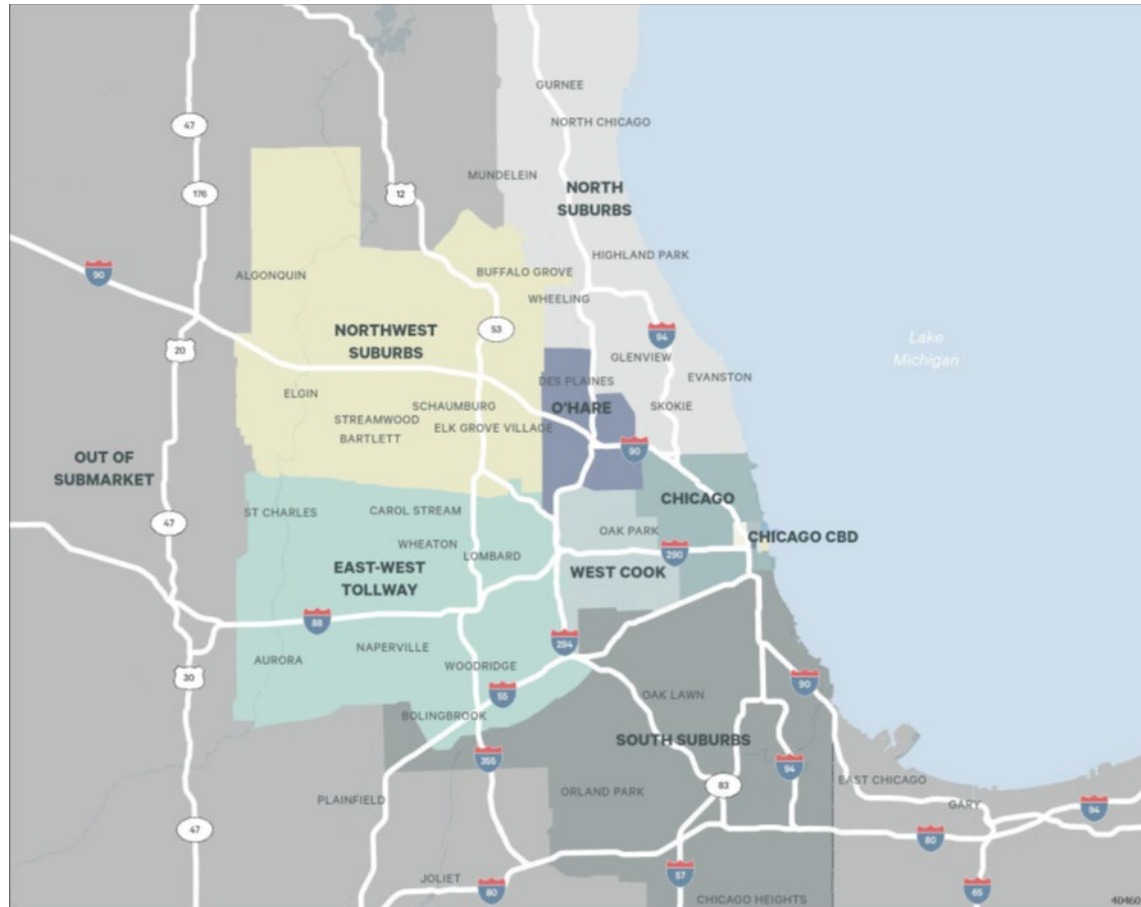 GURNEE
47
NORTH CHICAGO
MUNDELEIN
176
12
NORTH
SUBURBS
HIGHLAND PARK
90
ALGONQUIN
BUFFALO GROVE
WHEELING
53
NORTHWEST
SUBURBS
94
Lake
Michigan
20
GLENVIEW
EVANSTON
DES PLAINES
ELGIN
SCHAUMBURG
O'HARE
SKOKIE
STREAMWOOD
ELK GROVE VILLAGE
BARTLETT
90
OUT OF
SUBMARKET
CHICAGO
47
ST CHARLES
CAROL STREAM
OAK PARK
CHICAGO CBD
WHEATON
LOMBARD
290
EAST-WEST
TOLLWAY
WEST COOK
88
294
AURORA
NAPERVILLE
WOODRIDGE
30
55
90
OAK LAWN
BOLINGBROOK
SOUTH SUBURBS
355
94
EAST CHICAGO
83
PLAINFIELD
ORLAND PARK
GARY
94
47
80
JOLIET
80
57
65
CHICAGO HEIGHTS
40460